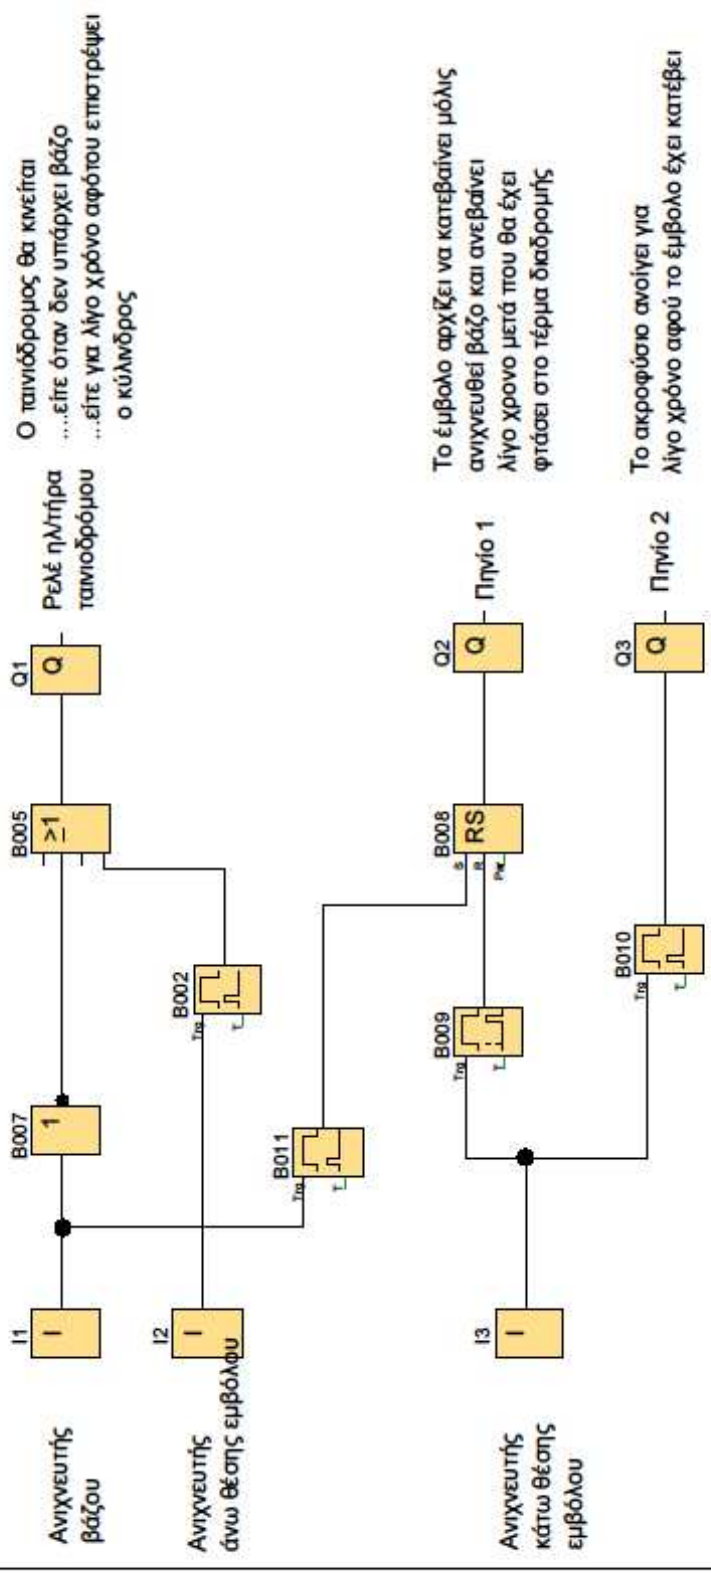 Ο ταινιόδρομος θα κινείται
.....είτε όταν δεν υπάρχει βάζο
...είτε για λίγο χρόνο αφότου επιστρέψει
ο κύλινδρος
Ανιχνευτής
βάζου
I1
I
B007
1
B005
>1
Q1
Q
Ρελέ ηλ/τήρα
ταινιοδρόμου
Ανιχνευτής
άνω θέσης εμβόλου
I2
I
B002
Trg
T
B011
Trg
T
Ανιχνευτής
κάτω θέσης
εμβόλου
I3
I
B009
Trg
T
B008
S
R
Par
RS
Q2
Q
Πηνίο 1
Το έμβολο αρχίζει να κατεβαίνει μόλις
ανιχνευθεί βάζο και ανεβαίνει
λίγο χρονο μετά που θα έχει
φτάσει στο τέρμα διαδρομής
B010
Trg
T
Q3
Q
Πηνίο 2
Το ακροφύσιο ανοίγει για
λίγο χρόνο αφού το έμβολο έχει κατέβει